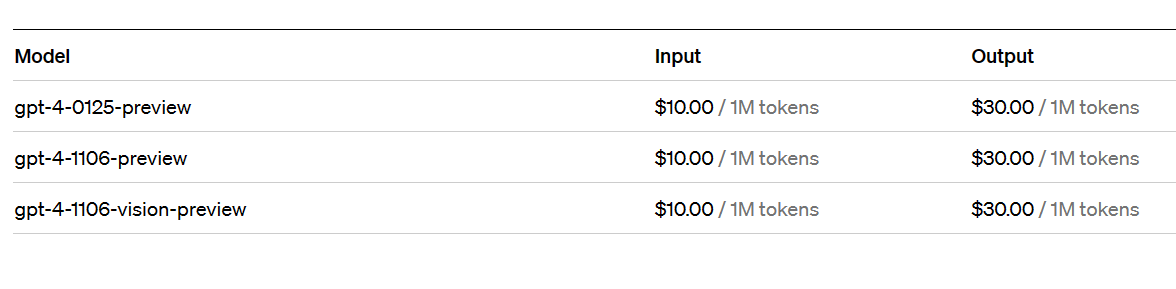 Model Input Output
gpt-4-0125-preview $10.00 / 1M tokens $30.00 / 1M tokens
gpt-4-1106-preview $10.00 / 1M tokens $30.00 / 1M tokens
gpt-4-1106-vision-preview $10.00 / 1M tokens $30.00 / 1M tokens